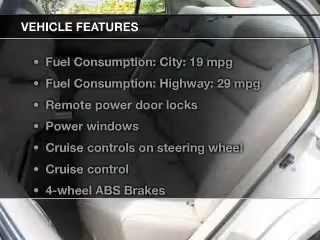 VEHICLE FEATURES
• Fuel Consumption: City: 19 mpg
• Fuel Consumption: Highway: 29 mpg
• Remote power door locks
• Power windows
• Cruise controls on steering wheel
• Cruise control
• 4-wheel ABS Brakes